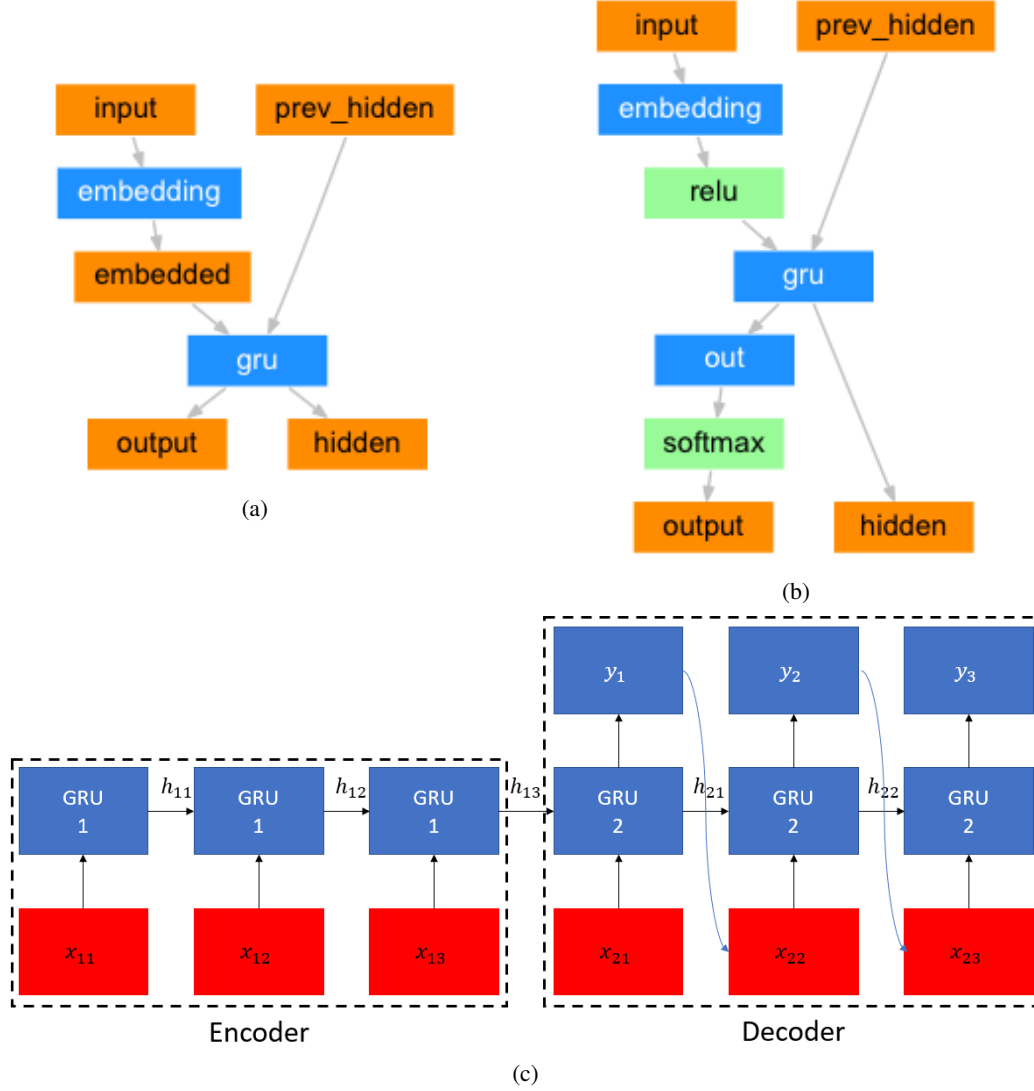 input
prev_hidden
embedding
embedded
gru
output
hidden
(a)
input
prev_hidden
embedding
relu
gru
out
softmax
output
hidden
(b)
y₁
y₂
y₃
GRU
1
h₁₁
GRU
1
h₁₂
GRU
1
h₁₃
GRU
2
h₂₁
GRU
2
h₂₂
GRU
2
x₁₁
x₁₂
x₁₃
x₂₁
x₂₂
x₂₃
Encoder
Decoder
(c)